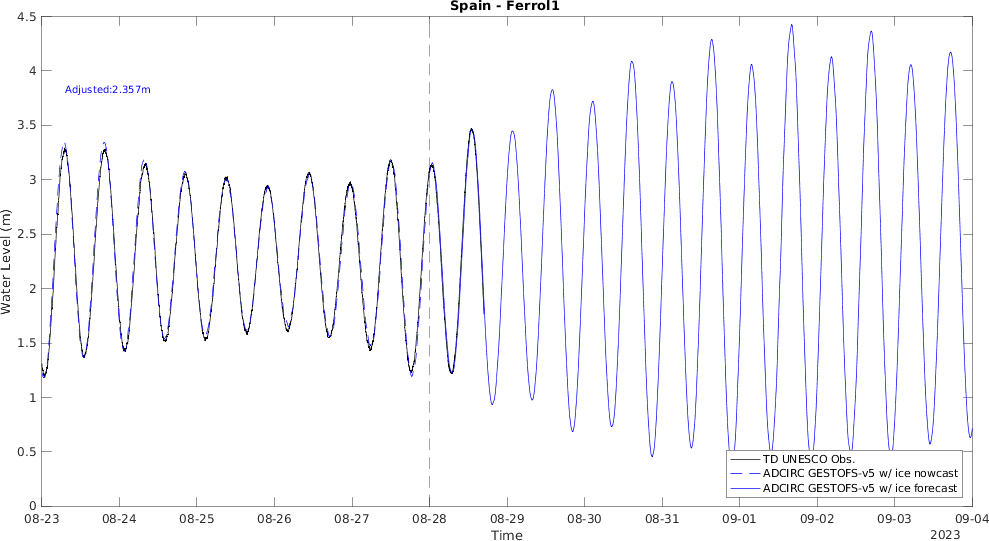 Spain - Ferrol1
4.5
4
3.5
3
2.5
2
1.5
1
0.5
0
Water Level (m)
Adjusted:2.357m
TD UNESCO Obs.
ADCIRC GESTOFS-v5 w/ ice nowcast
ADCIRC GESTOFS-v5 w/ ice forecast
08-23 08-24 08-25 08-26 08-27 08-28 08-29 08-30 08-31 09-01 09-02 09-03 09-04
Time
2023